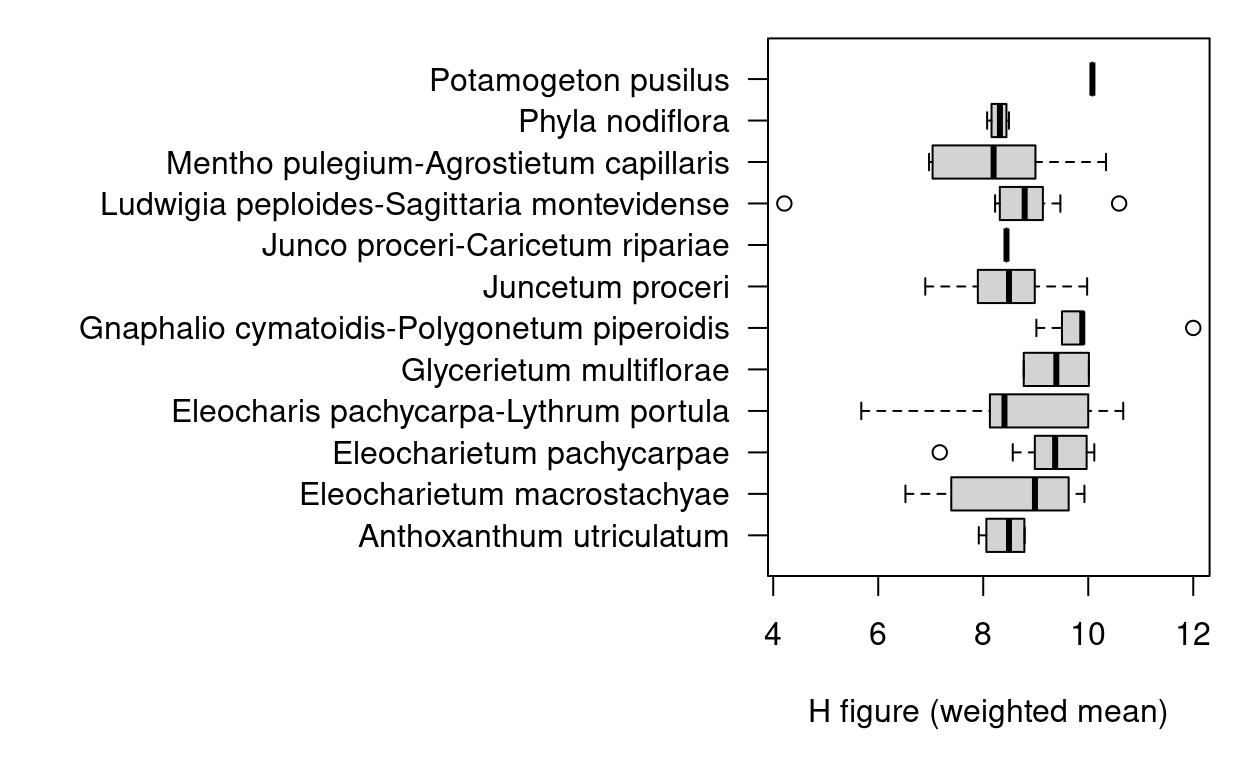 Potamogeton pusilus
Phyla nodiflora
Mentho pulegium-Agrostietum capillaris
Ludwigia peploides-Sagittaria montevidense
Junco proceri-Caricetum ripariae
Juncetum proceri
Gnaphalio cymatoidis-Polygonetum piperoidis
Glycerietum multiflorae
Eleocharis pachycarpa-Lythrum portula
Eleocharietum pachycarpae
Eleocharietum macrostachyae
Anthoxanthum utriculatum
4 6 8 10 12
H figure (weighted mean)